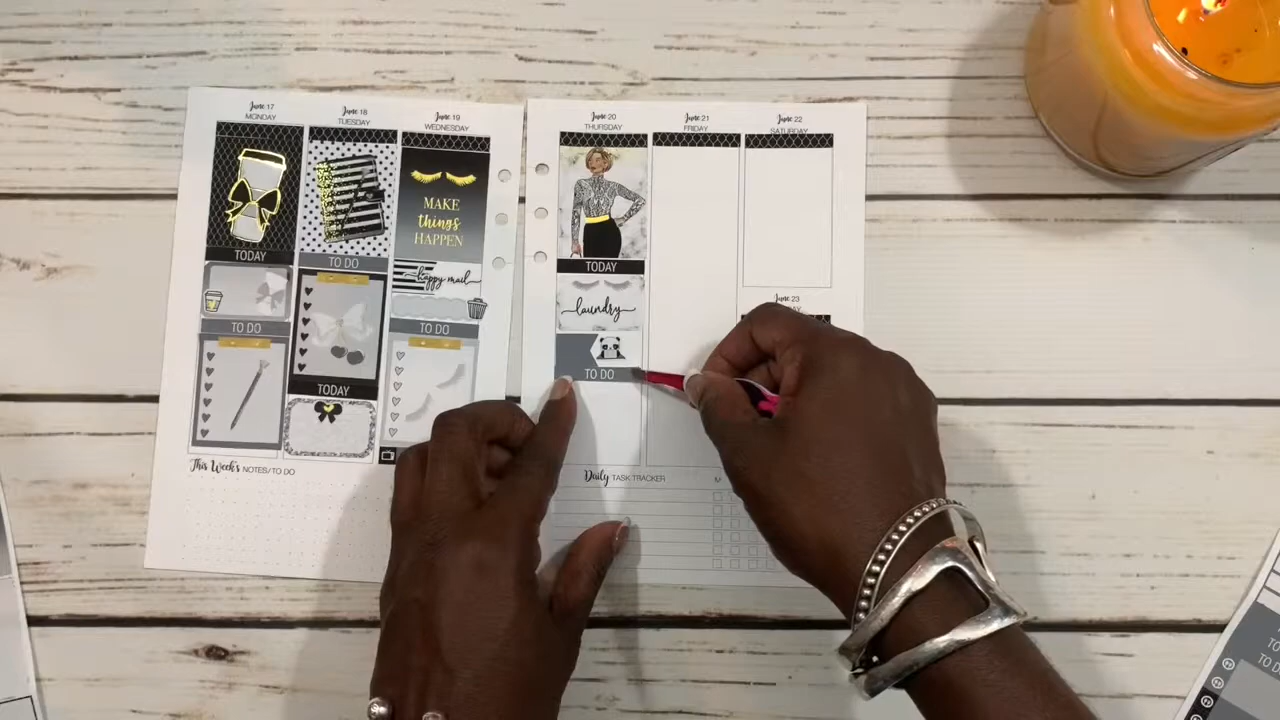 June 17
MONDAY
TODAY
TO DO
June 18
TUESDAY
TO DO
TODAY
June 19
WEDNESDAY
MAKE
things
HAPPEN
happy mail
TO DO
This Week's NOTES/TO DO
June 20
THURSDAY
TODAY
laundry
TO DO
June 21
FRIDAY
June 22
SATURDAY
June 23
Daily TASK TRACKER
M